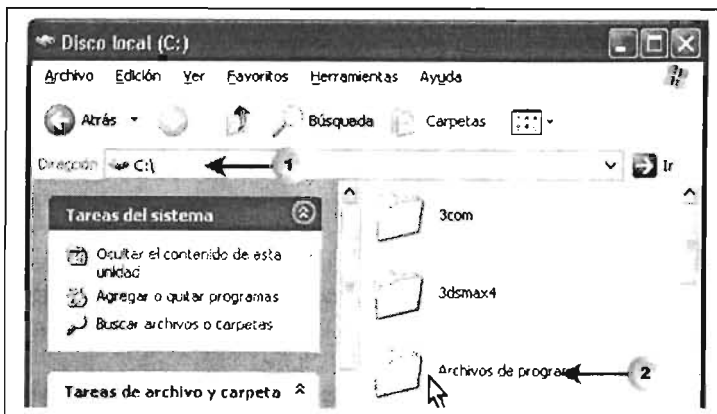 Disco local (C:)
Archivo Edición Ver Favoritos Herramientas Ayuda
Atrás Búsqueda Carpetas
Dirección C:\ 1 Ir
Tareas del sistema
Ocultar el contenido de esta
unidad
Agregar o quitar programas
Buscar archivos o carpetas
3com
3dsmax4
Archivos de program 2
Tareas de archivo y carpeta